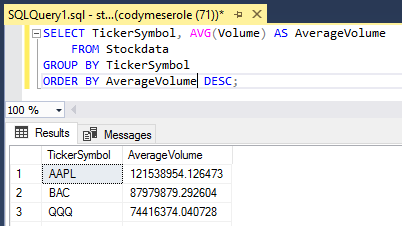 SQLQuery1.sql - st...(codymeserole (71))*
SELECT TickerSymbol, AVG(Volume) AS AverageVolume
FROM Stockdata
GROUP BY TickerSymbol
ORDER BY AverageVolume DESC;
100 %
Results Messages
TickerSymbol AverageVolume
1 AAPL 121538954.126473
2 BAC 87979879.292604
3 QQQ 74416374.040728